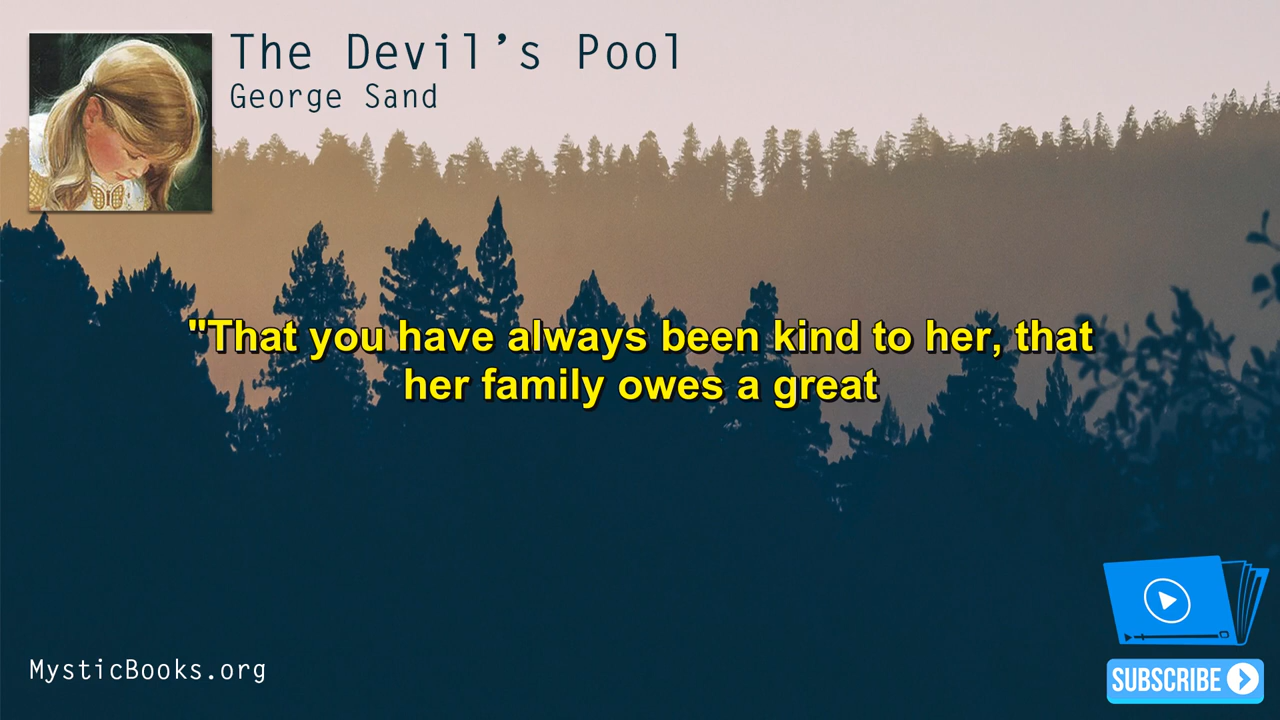 The Devil's Pool
George Sand
"That you have always been kind to her, that
her family owes a great
MysticBooks.org
SUBSCRIBE